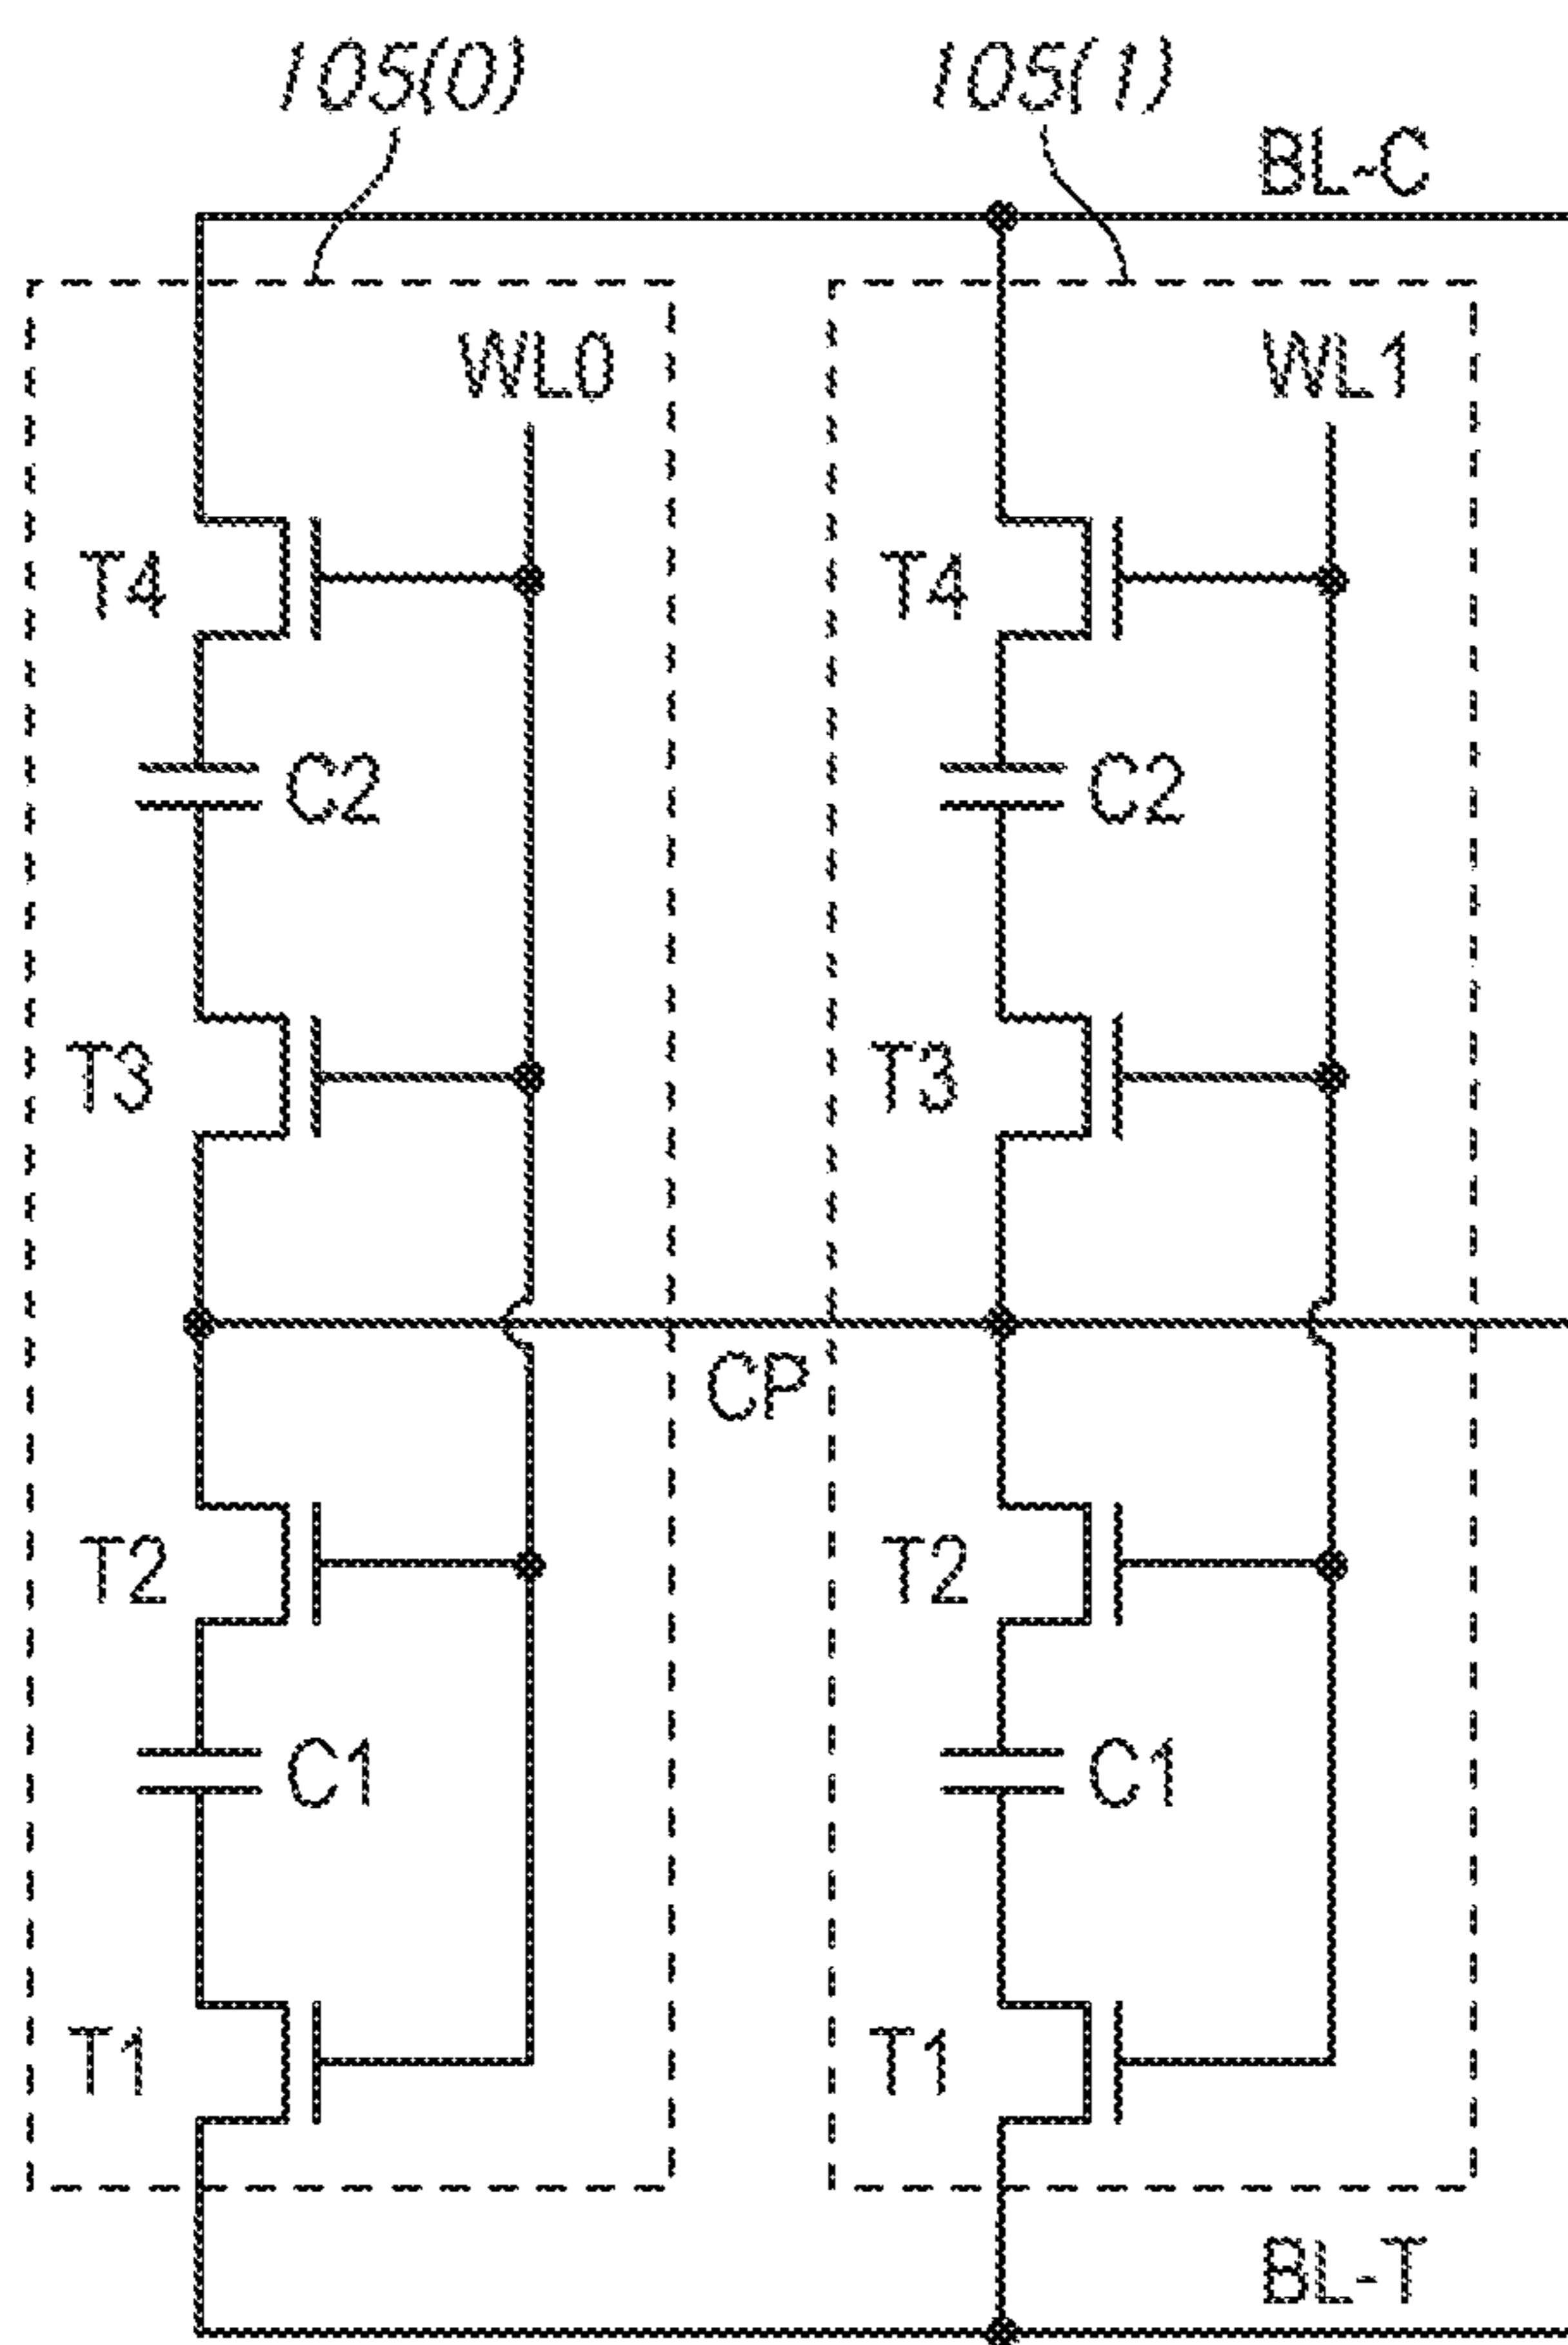 105(0) 105(1)
BL-C
WL0 WL1
T4 T4
C2 C2
T3 T3
CP
T2 T2
C1 C1
T1 T1
BL-T